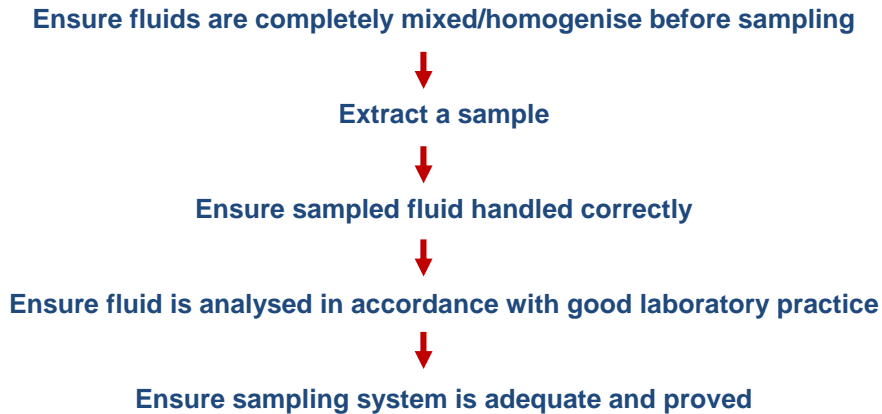 Ensure fluids are completely mixed/homogenise before sampling
Extract a sample
Ensure sampled fluid handled correctly
Ensure fluid is analysed in accordance with good laboratory practice
Ensure sampling system is adequate and proved